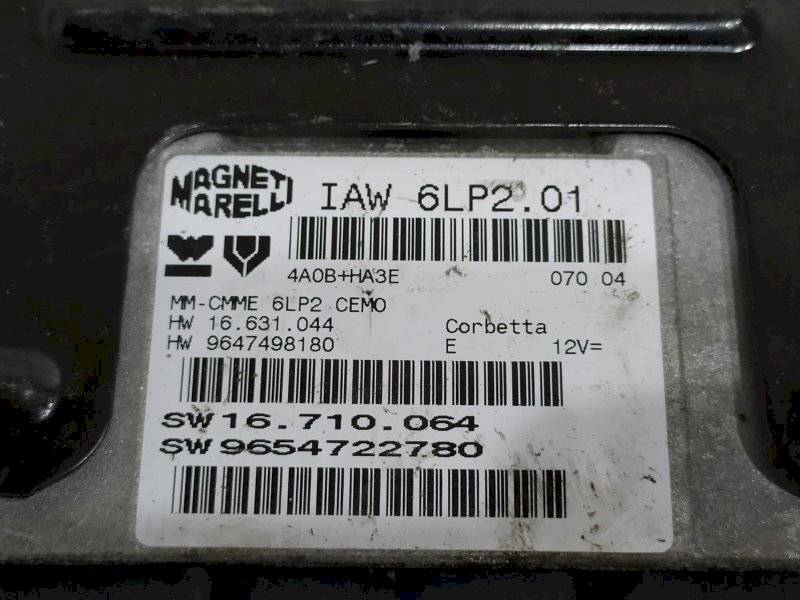 MAGNETI
MARELLI
IAW 6LP2.01
4A0B+HA3E 070 04
MM-CMME 6LP2 CEMO
HW 16.631.044 Corbetta
HW 9647498180 E 12V=
SW 16.710.064
SW 9654722780